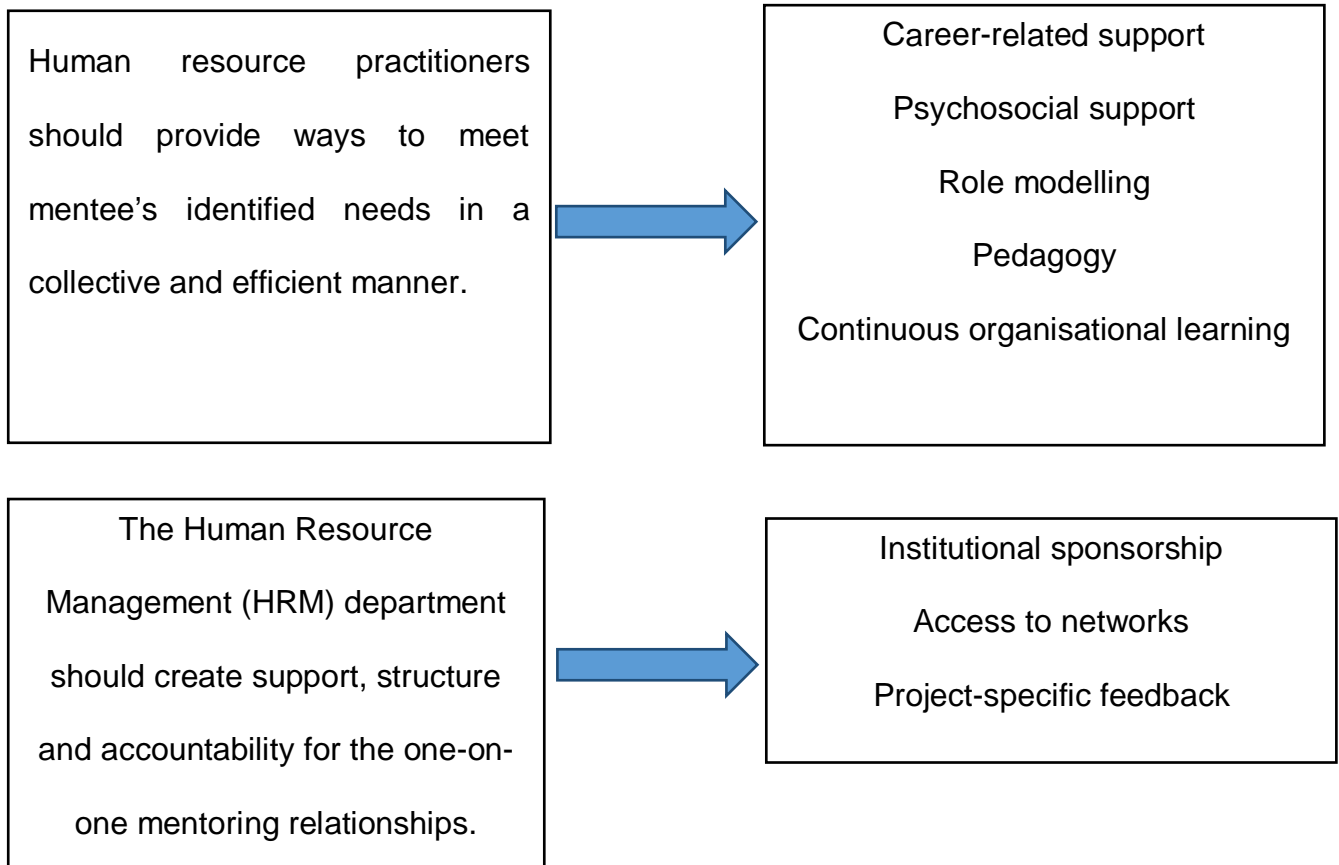 Human resource practitioners
should provide ways to meet
mentee’s identified needs in a
collective and efficient manner.
Career-related support
Psychosocial support
Role modelling
Pedagogy
Continuous organisational learning
The Human Resource
Management (HRM) department
should create support, structure
and accountability for the one-on-
one mentoring relationships.
Institutional sponsorship
Access to networks
Project-specific feedback